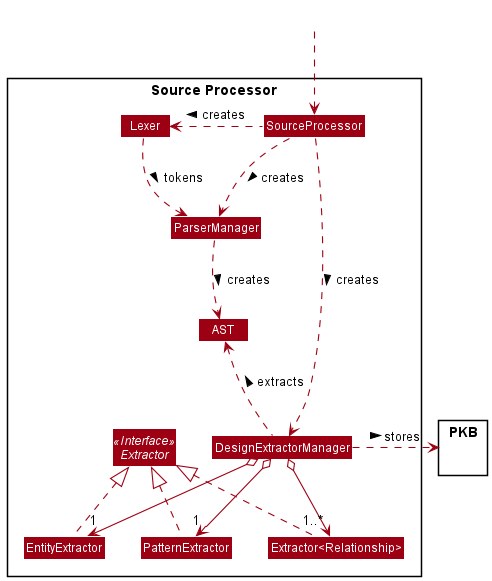 Source Processor
creates
Lexer
SourceProcessor
tokens
creates
ParserManager
creates
creates
AST
extracts
PKB
«Interface»
Extractor
DesignExtractorManager
stores
1
1
1..*
EntityExtractor
PatternExtractor
Extractor<Relationship>